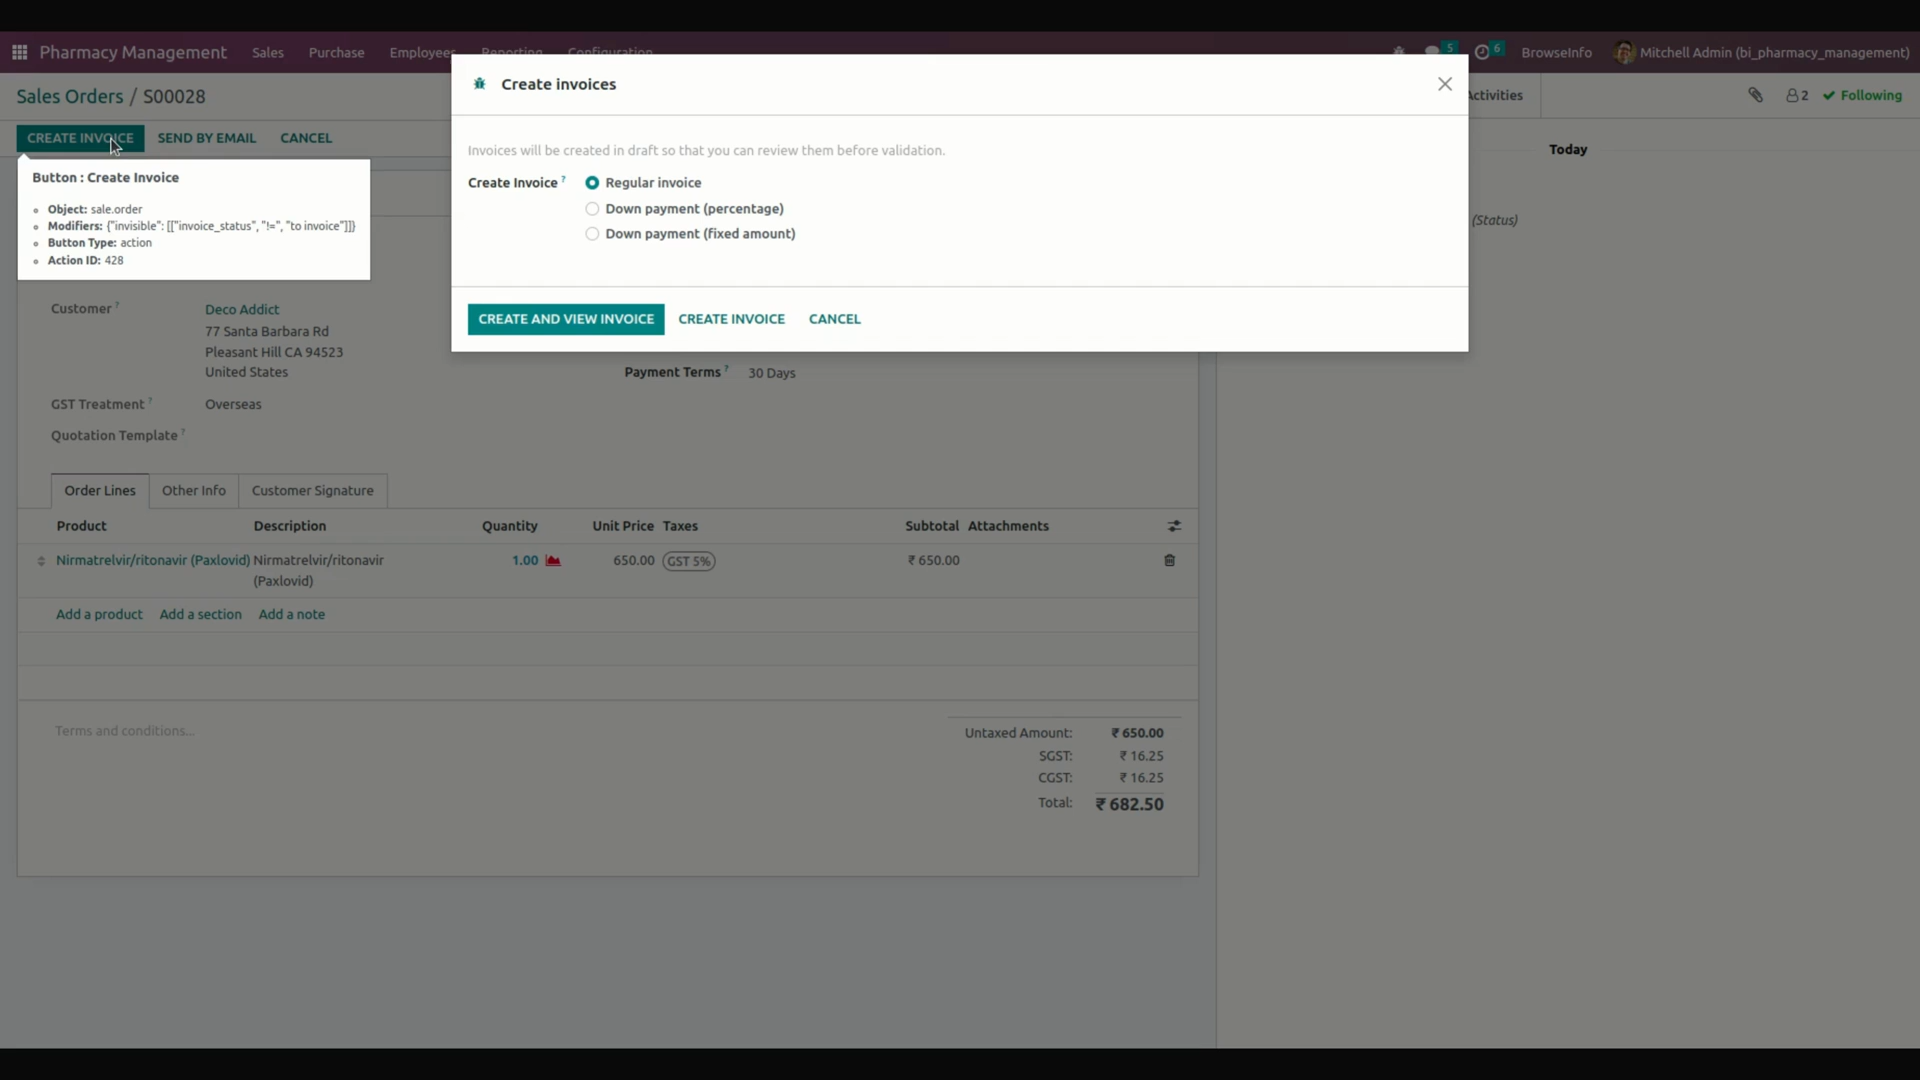 Pharmacy Management Sales Purchase Employees Reporting Configuration 5 6 BrowseInfo Mitchell Admin (bi_pharmacy_management)
Create invoices
Sales Orders / S00028
Activities 2 Following
CREATE INVOICE SEND BY EMAIL CANCEL
Today
Button : Create Invoice
Object: sale.order
Modifiers: {"invisible": [["invoice_status", "!=", "to invoice"]]}
Button Type: action
Action ID: 428
Invoices will be created in draft so that you can review them before validation.
Create Invoice ? Regular invoice
Down payment (percentage)
Down payment (fixed amount)
(Status)
CREATE AND VIEW INVOICE CREATE INVOICE CANCEL
Customer ? Deco Addict
77 Santa Barbara Rd
Pleasant Hill CA 94523
United States
Payment Terms ? 30 Days
GST Treatment ? Overseas
Quotation Template ?
Order Lines Other Info Customer Signature
Product Description Quantity Unit Price Taxes Subtotal Attachments
Nirmatrelvir/ritonavir (Paxlovid) Nirmatrelvir/ritonavir 1.00 650.00 GST 5% ₹ 650.00
(Paxlovid)
Add a product Add a section Add a note
Terms and conditions...
Untaxed Amount: ₹ 650.00
SGST: ₹ 16.25
CGST: ₹ 16.25
Total: ₹ 682.50